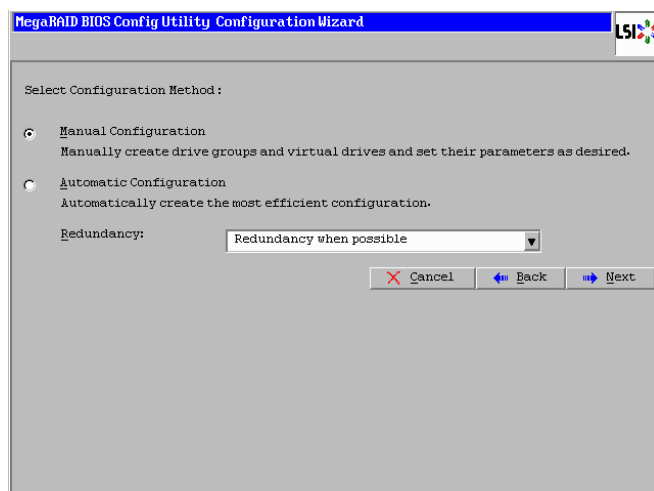 MegaRAID BIOS Config Utility Configuration Wizard
LSI
Select Configuration Method:
Manual Configuration
Manually create drive groups and virtual drives and set their parameters as desired.
Automatic Configuration
Automatically create the most efficient configuration.
Redundancy: Redundancy when possible
Cancel Back Next